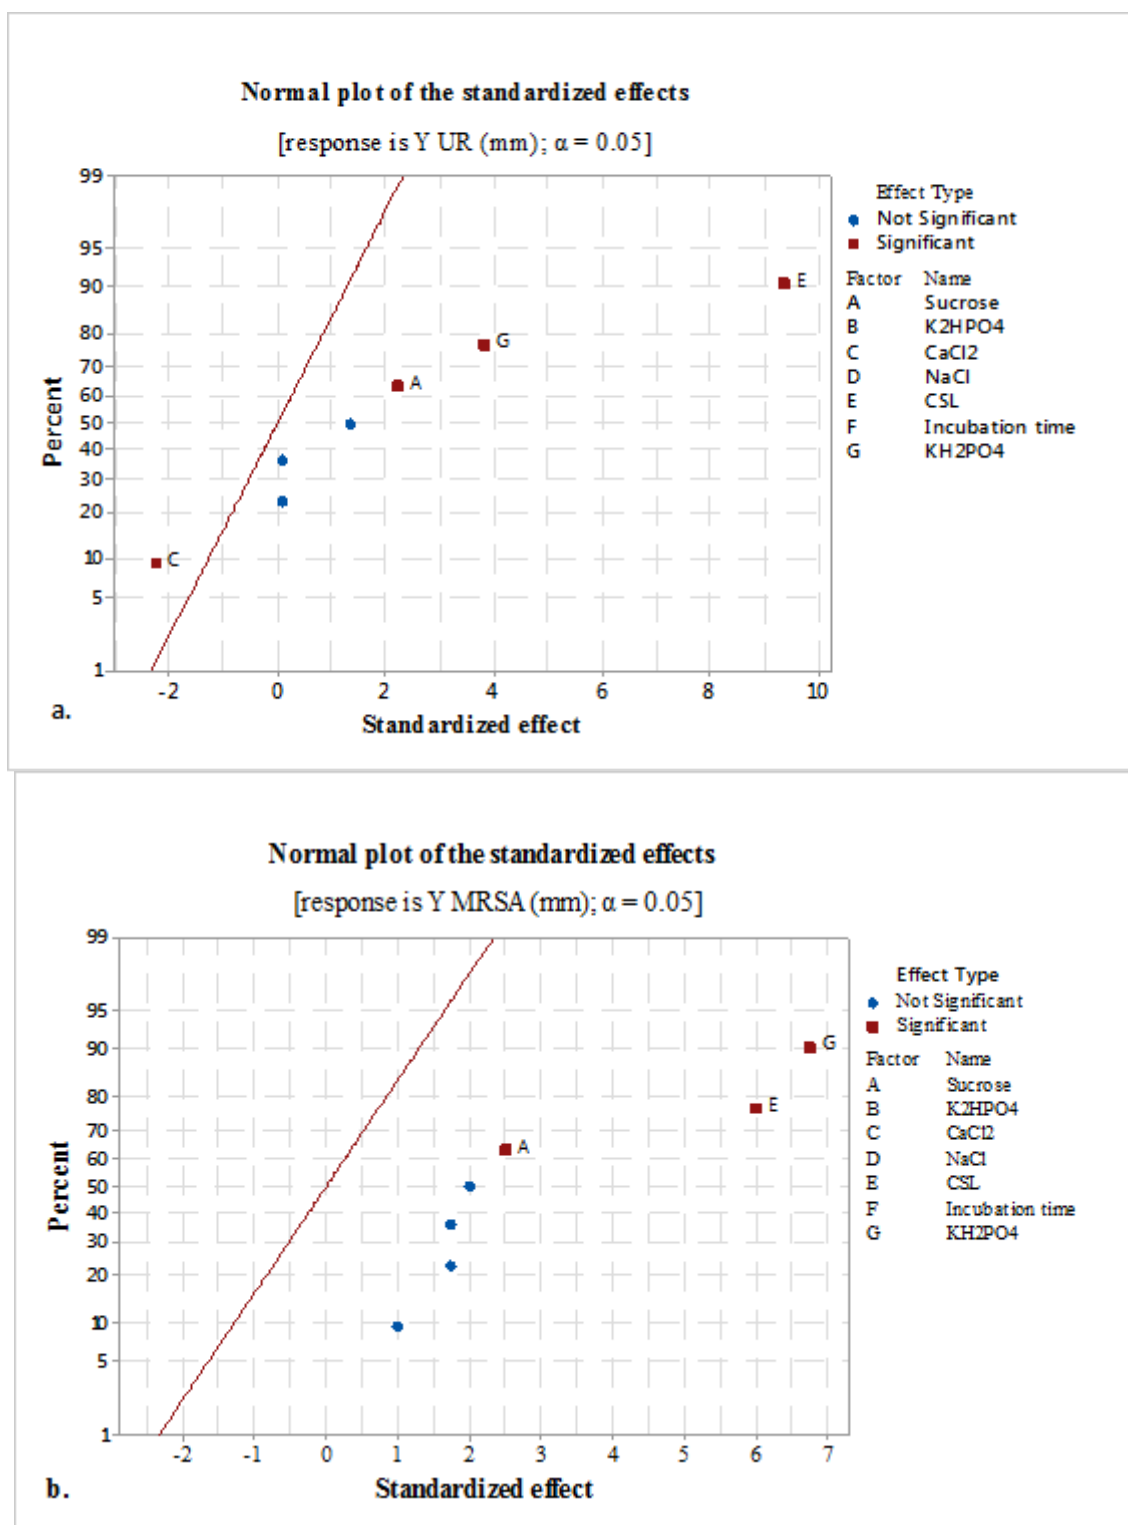 Normal plot of the standardized effects
[response is Y UR (mm); α = 0.05]
99
95
90
80
70
60
50
40
30
20
10
5
1
Percent
E
G
A
C
-2
0
2
4
6
8
10
Standardized effect
a.
Effect Type
Not Significant
Significant
Factor Name
A Sucrose
B K2HPO4
C CaCl2
D NaCl
E CSL
F Incubation time
G KH2PO4
Normal plot of the standardized effects
[response is Y MRSA (mm); α = 0.05]
99
95
90
80
70
60
50
40
30
20
10
5
1
Percent
G
E
A
-2
-1
0
1
2
3
4
5
6
7
Standardized effect
b.
Effect Type
Not Significant
Significant
Factor Name
A Sucrose
B K2HPO4
C CaCl2
D NaCl
E CSL
F Incubation time
G KH2PO4